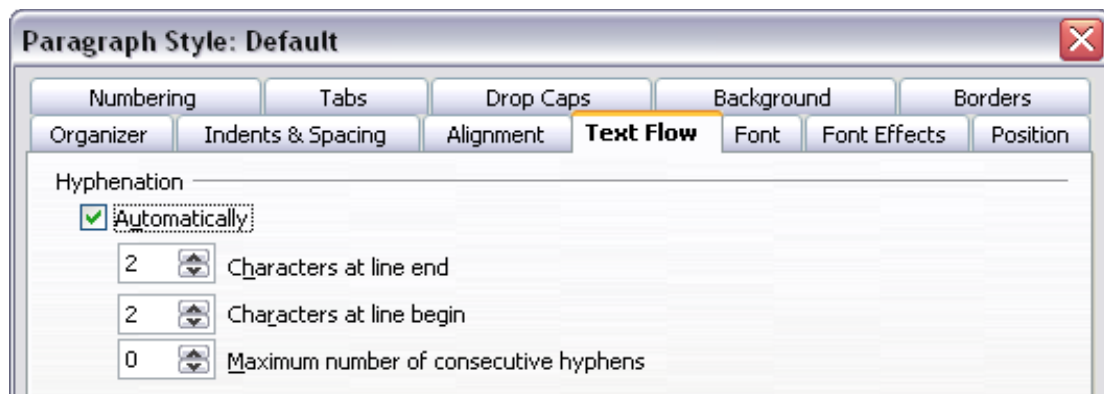 Paragraph Style: Default
Numbering Tabs Drop Caps Background Borders
Organizer Indents & Spacing Alignment Text Flow Font Font Effects Position
Hyphenation
Automatically
2 Characters at line end
2 Characters at line begin
0 Maximum number of consecutive hyphens